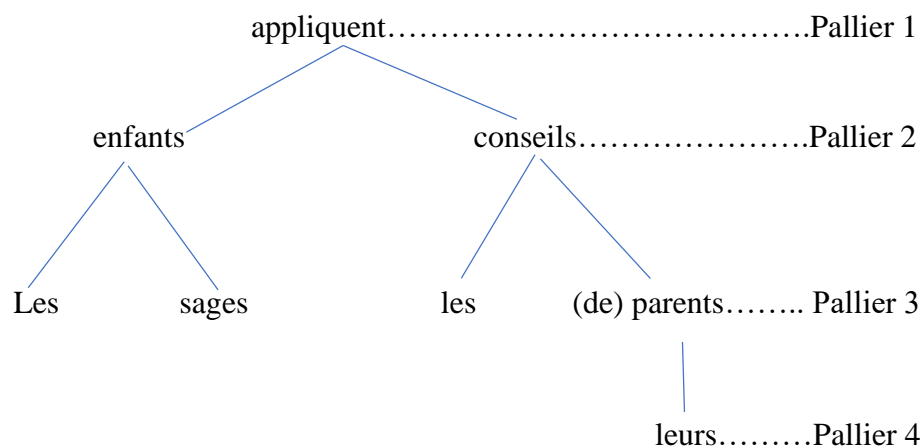 appliquent…………………………………….Pallier 1
enfants conseils………………….Pallier 2
Les sages les (de) parents…….. Pallier 3
leurs………Pallier 4